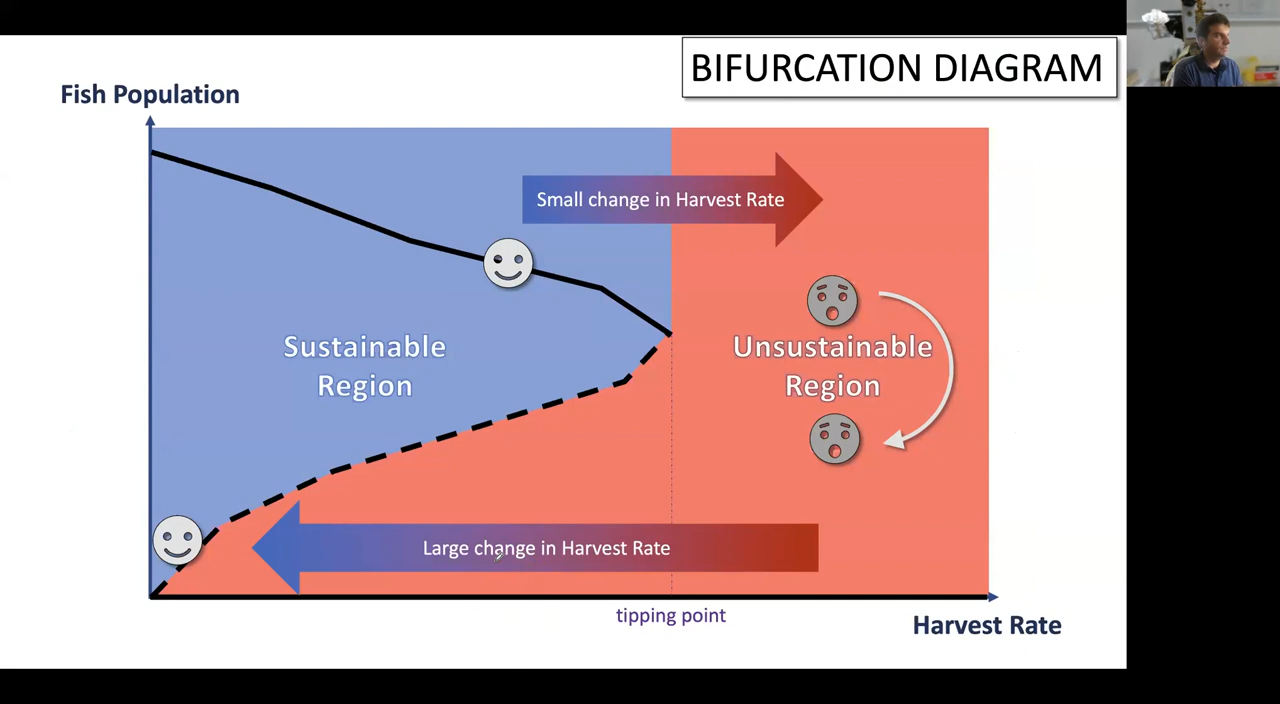 BIFURCATION DIAGRAM
Fish Population
Small change in Harvest Rate
Sustainable
Region
Unsustainable
Region
Large change in Harvest Rate
tipping point
Harvest Rate